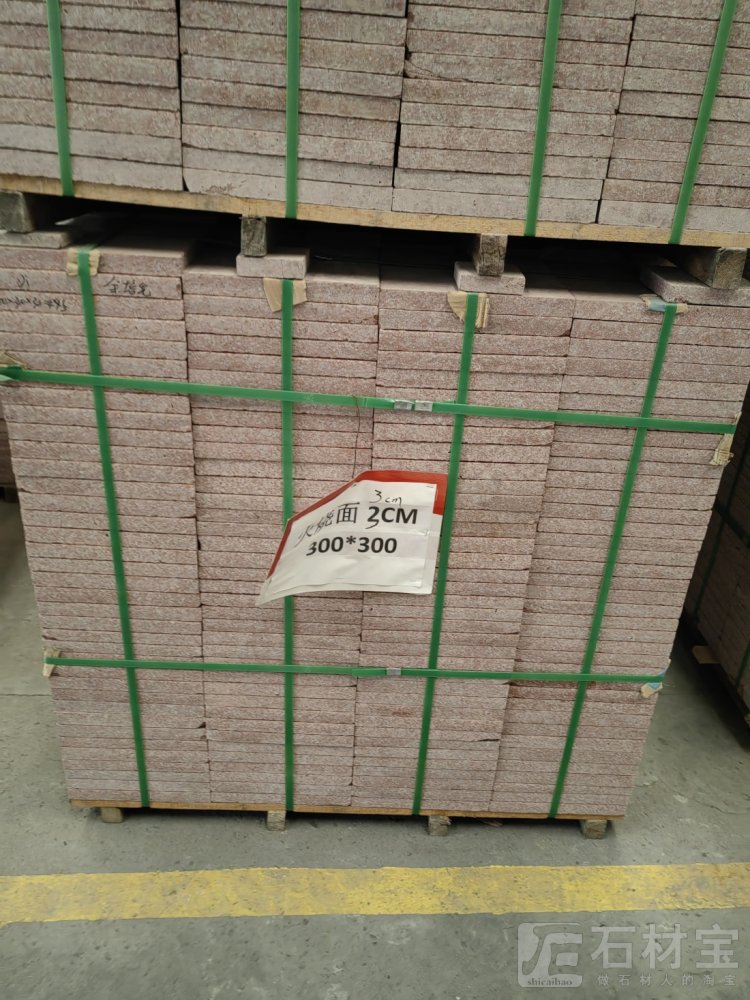 3cm
火烧面 2CM
300*300
石材宝
shicaibao
做石材人的淘宝